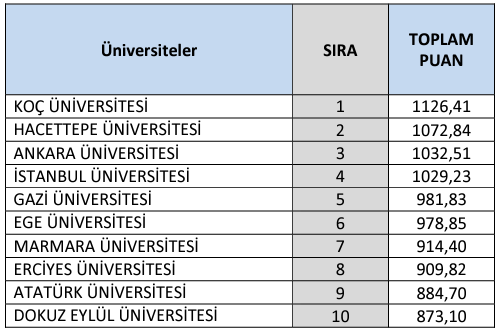 Üniversiteler SIRA TOPLAM PUAN
KOÇ ÜNİVERSİTESİ 1 1126,41
HACETTEPE ÜNİVERSİTESİ 2 1072,84
ANKARA ÜNİVERSİTESİ 3 1032,51
İSTANBUL ÜNİVERSİTESİ 4 1029,23
GAZİ ÜNİVERSİTESİ 5 981,83
EGE ÜNİVERSİTESİ 6 978,85
MARMARA ÜNİVERSİTESİ 7 914,40
ERCİYES ÜNİVERSİTESİ 8 909,82
ATATÜRK ÜNİVERSİTESİ 9 884,70
DOKUZ EYLÜL ÜNİVERSİTESİ 10 873,10